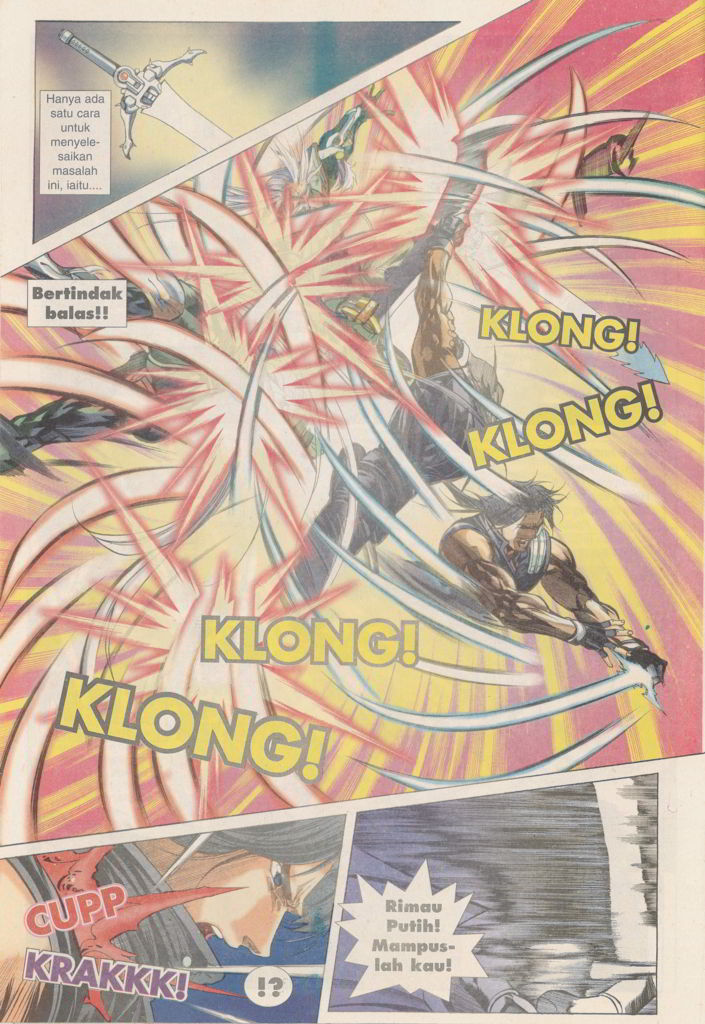 Hanya ada
satu cara
untuk
menyele-
saikan
masalah
ini, iaitu....
Bertindak
balas!!
KLONG!
KLONG!
KLONG!
KLONG!
CUPP
KRAKKK!
!?
Rimau
Putih!
Mampus-
lah kau!